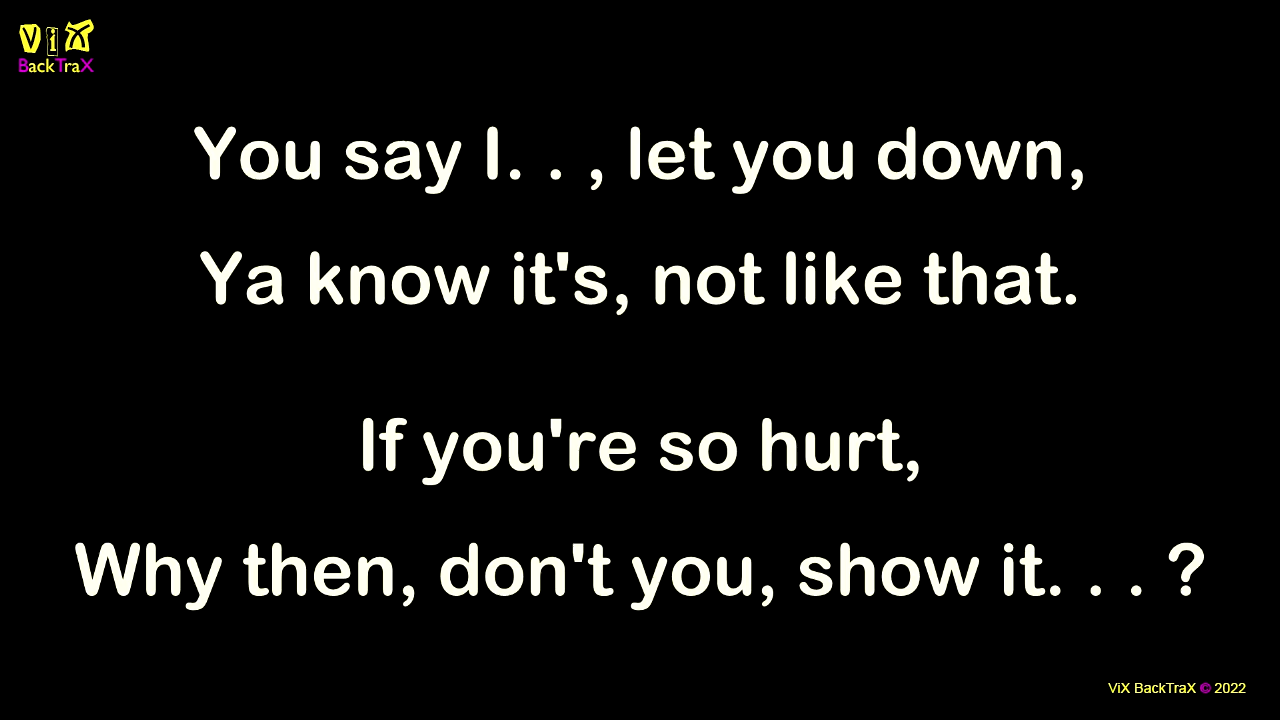 ViX
BackTraX
You say I. . , let you down,
Ya know it's, not like that.
If you're so hurt,
Why then, don't you, show it. . . ?
ViX BackTraX © 2022